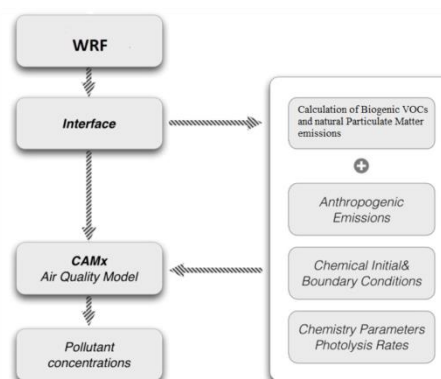 WRF
Interface
CAMx
Air Quality Model
Pollutant
concentrations
Calculation of Biogenic VOCs
and natural Particulate Matter
emissions
+
Anthropogenic
Emissions
Chemical Initial&
Boundary Conditions
Chemistry Parameters
Photolysis Rates